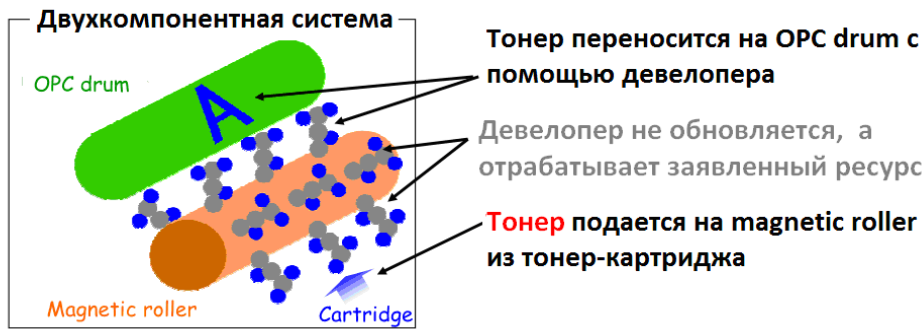 Двухкомпонентная система
OPC drum
A
Magnetic roller
Cartridge
Тонер переносится на OPC drum с
помощью девелопера
Девелопер не обновляется, а
отрабатывает заявленный ресурс
Тонер подается на magnetic roller
из тонер-картриджа